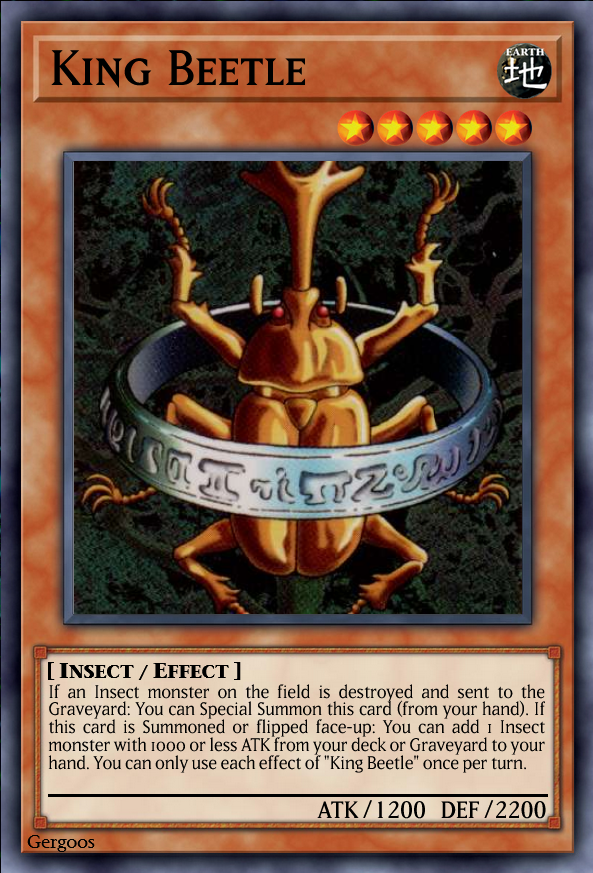 King Beetle
EARTH
地
[ Insect / Effect ]
If an Insect monster on the field is destroyed and sent to the
Graveyard: You can Special Summon this card (from your hand). If
this card is Summoned or flipped face-up: You can add 1 Insect
monster with 1000 or less ATK from your deck or Graveyard to your
hand. You can only use each effect of "King Beetle" once per turn.
ATK/1200 DEF/2200
Gergoos